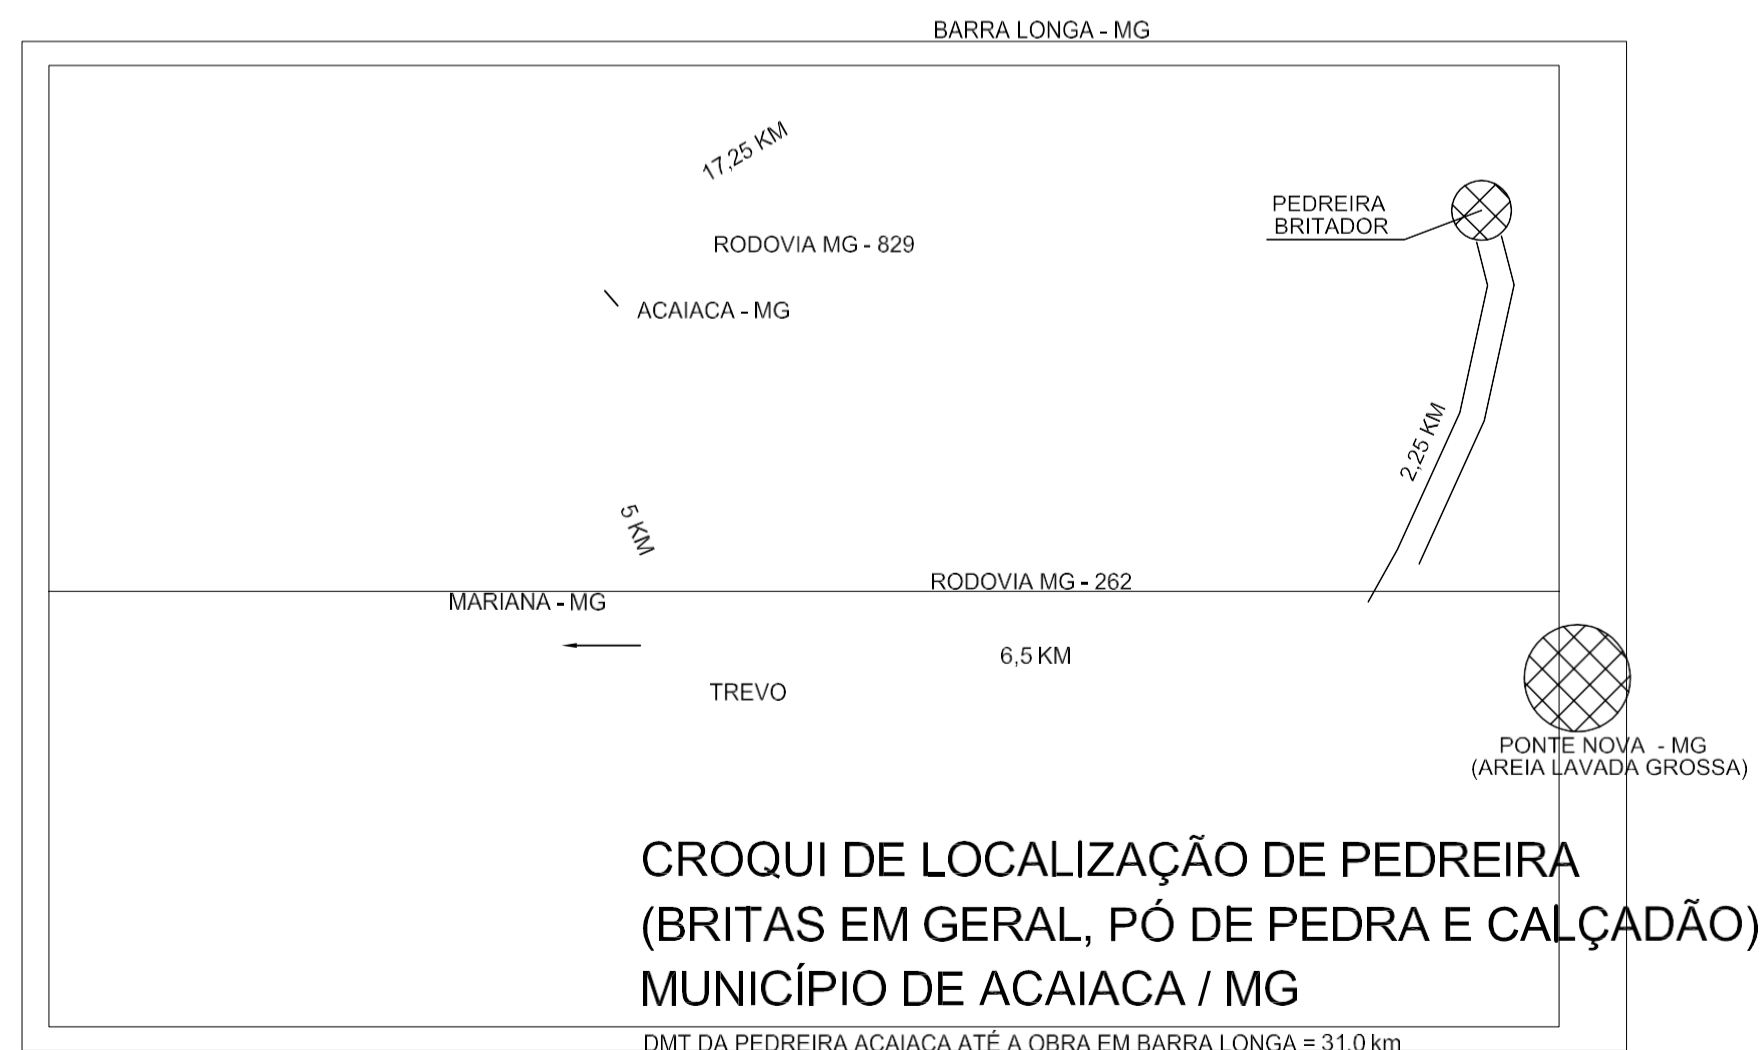 BARRA LONGA - MG
17,25 KM
PEDREIRA
BRITADOR
RODOVIA MG - 829
ACAIACA - MG
2,25 KM
5 KM
RODOVIA MG - 262
MARIANA - MG
6,5 KM
TREVO
PONTE NOVA - MG
(AREIA LAVADA GROSSA)
CROQUI DE LOCALIZAÇÃO DE PEDREIRA
(BRITAS EM GERAL, PÓ DE PEDRA E CALÇADÃO)
MUNICÍPIO DE ACAIACA / MG
DMT DA PEDREIRA ACAIACA ATÉ A OBRA EM BARRA LONGA = 31,0 km